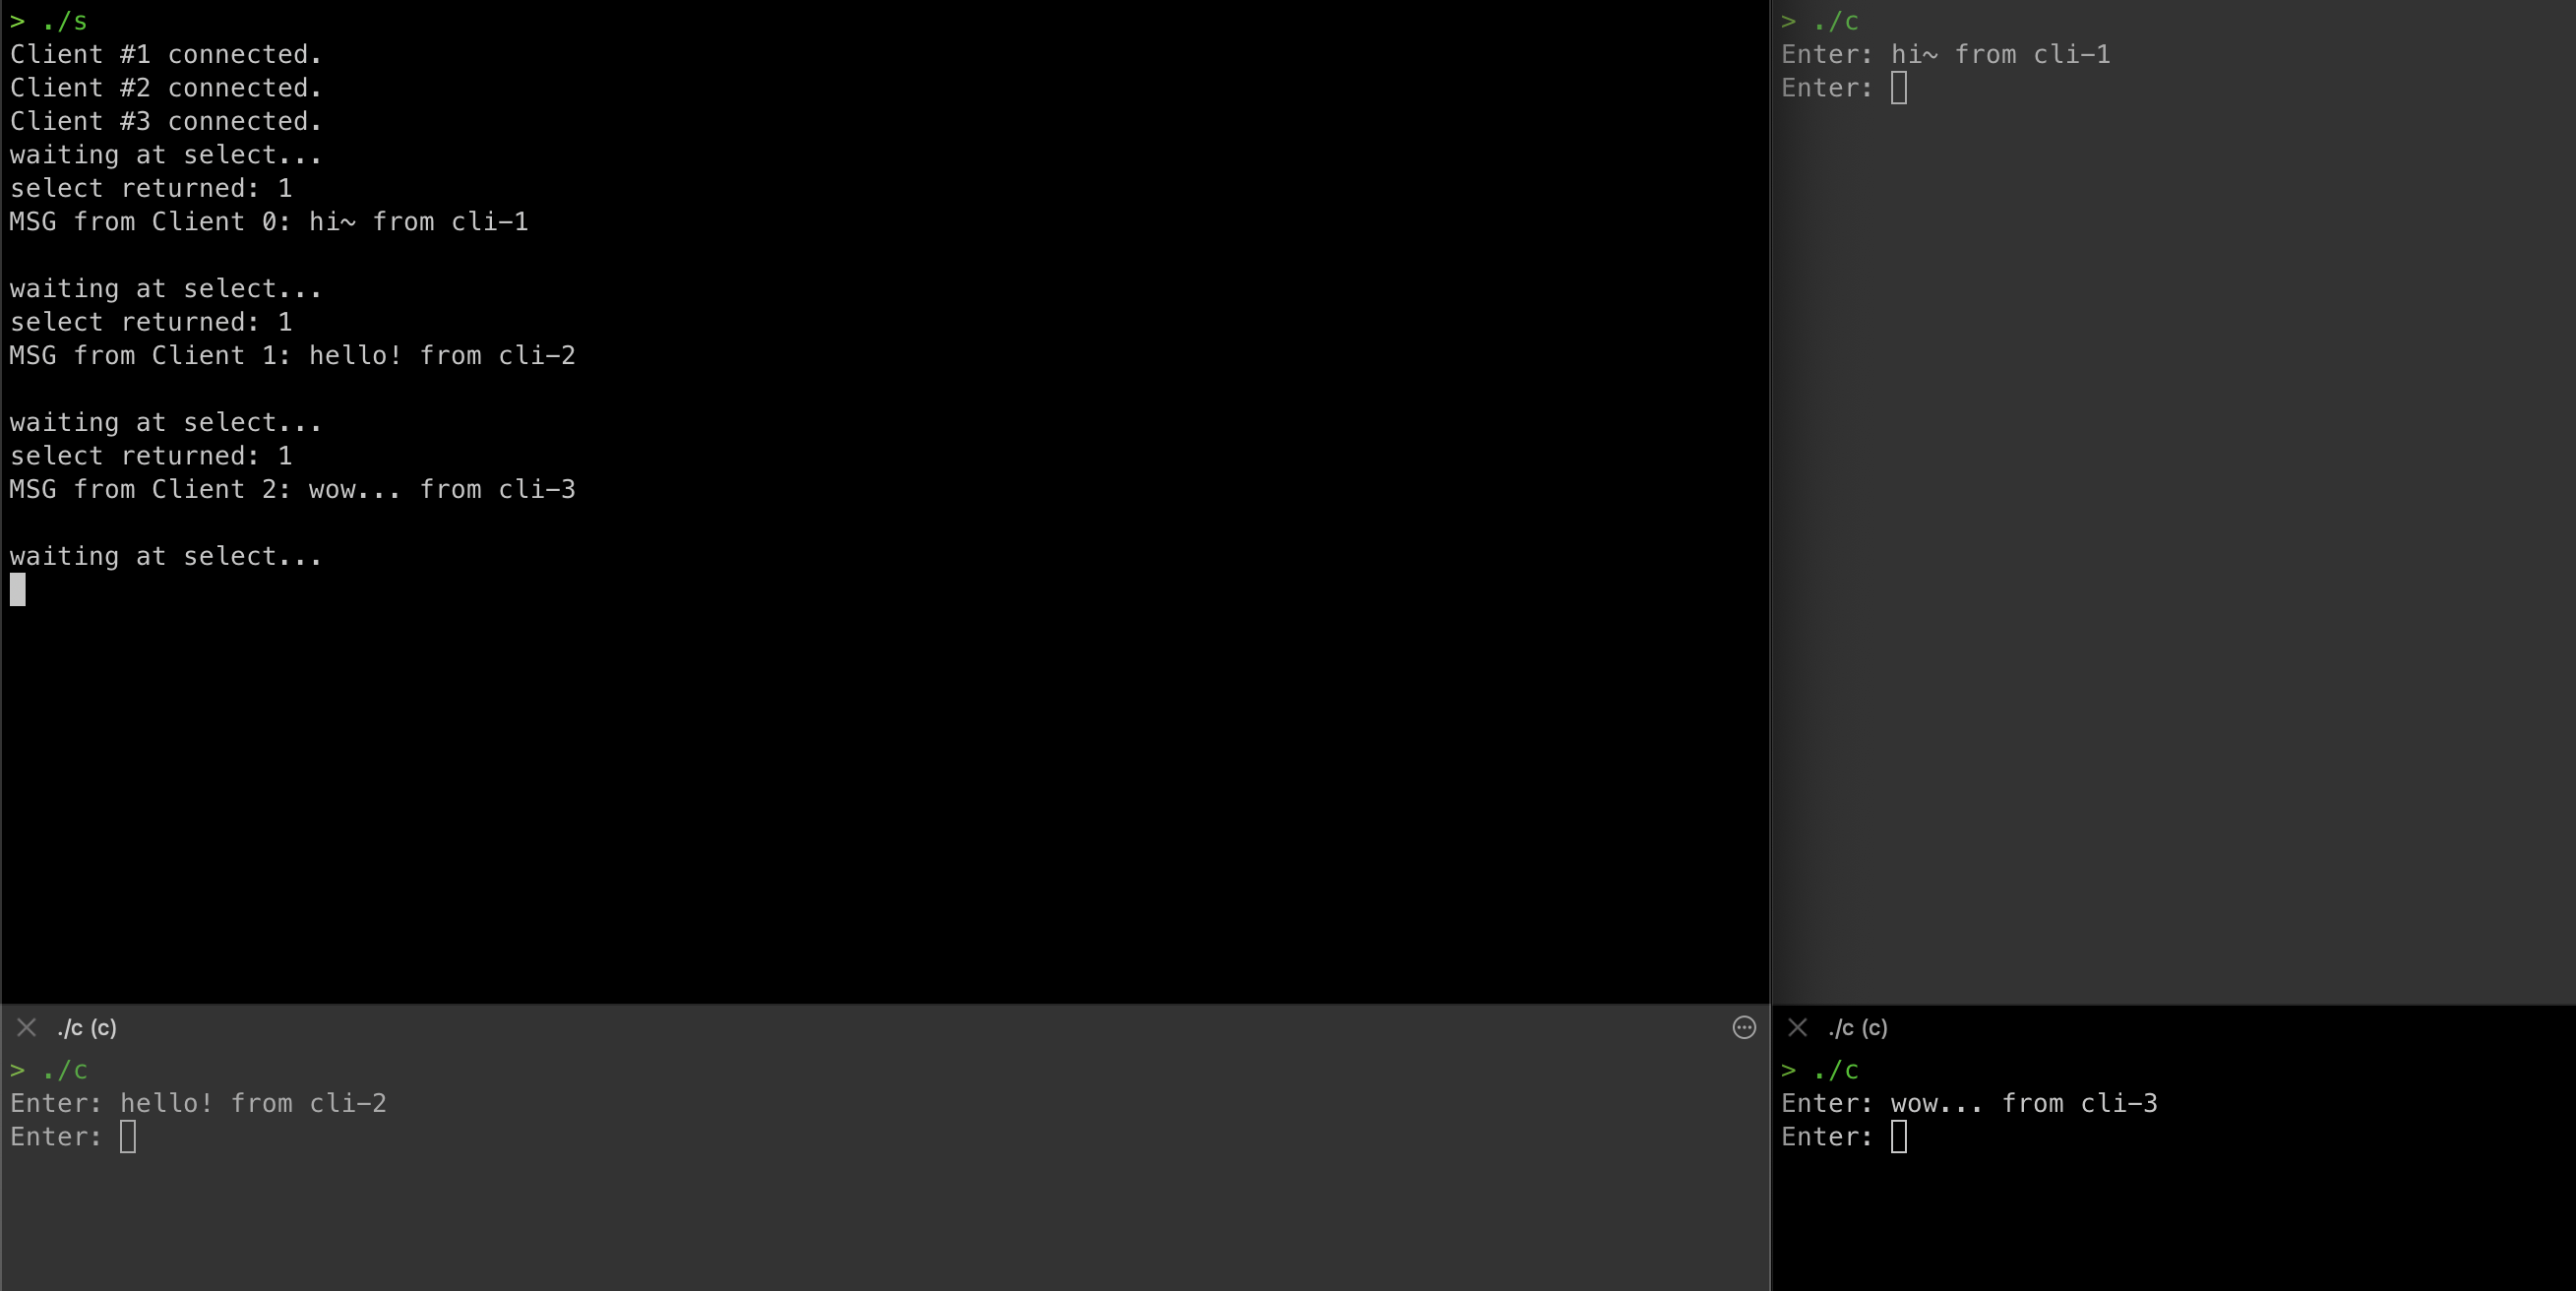 > ./s
Client #1 connected.
Client #2 connected.
Client #3 connected.
waiting at select...
select returned: 1
MSG from Client 0: hi~ from cli-1
waiting at select...
select returned: 1
MSG from Client 1: hello! from cli-2
waiting at select...
select returned: 1
MSG from Client 2: wow... from cli-3
waiting at select...
> ./c
Enter: hi~ from cli-1
Enter:
./c (c)
> ./c
Enter: hello! from cli-2
Enter:
./c (c)
> ./c
Enter: wow... from cli-3
Enter: